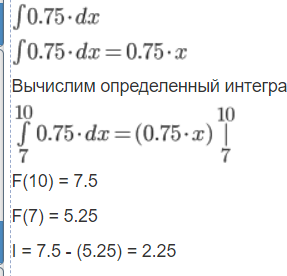 ∫0.75·dx
∫0.75·dx = 0.75·x
Вычислим определенный интегра
10
∫ 0.75·dx = (0.75·x) |
7
10
7
F(10) = 7.5
F(7) = 5.25
I = 7.5 - (5.25) = 2.25